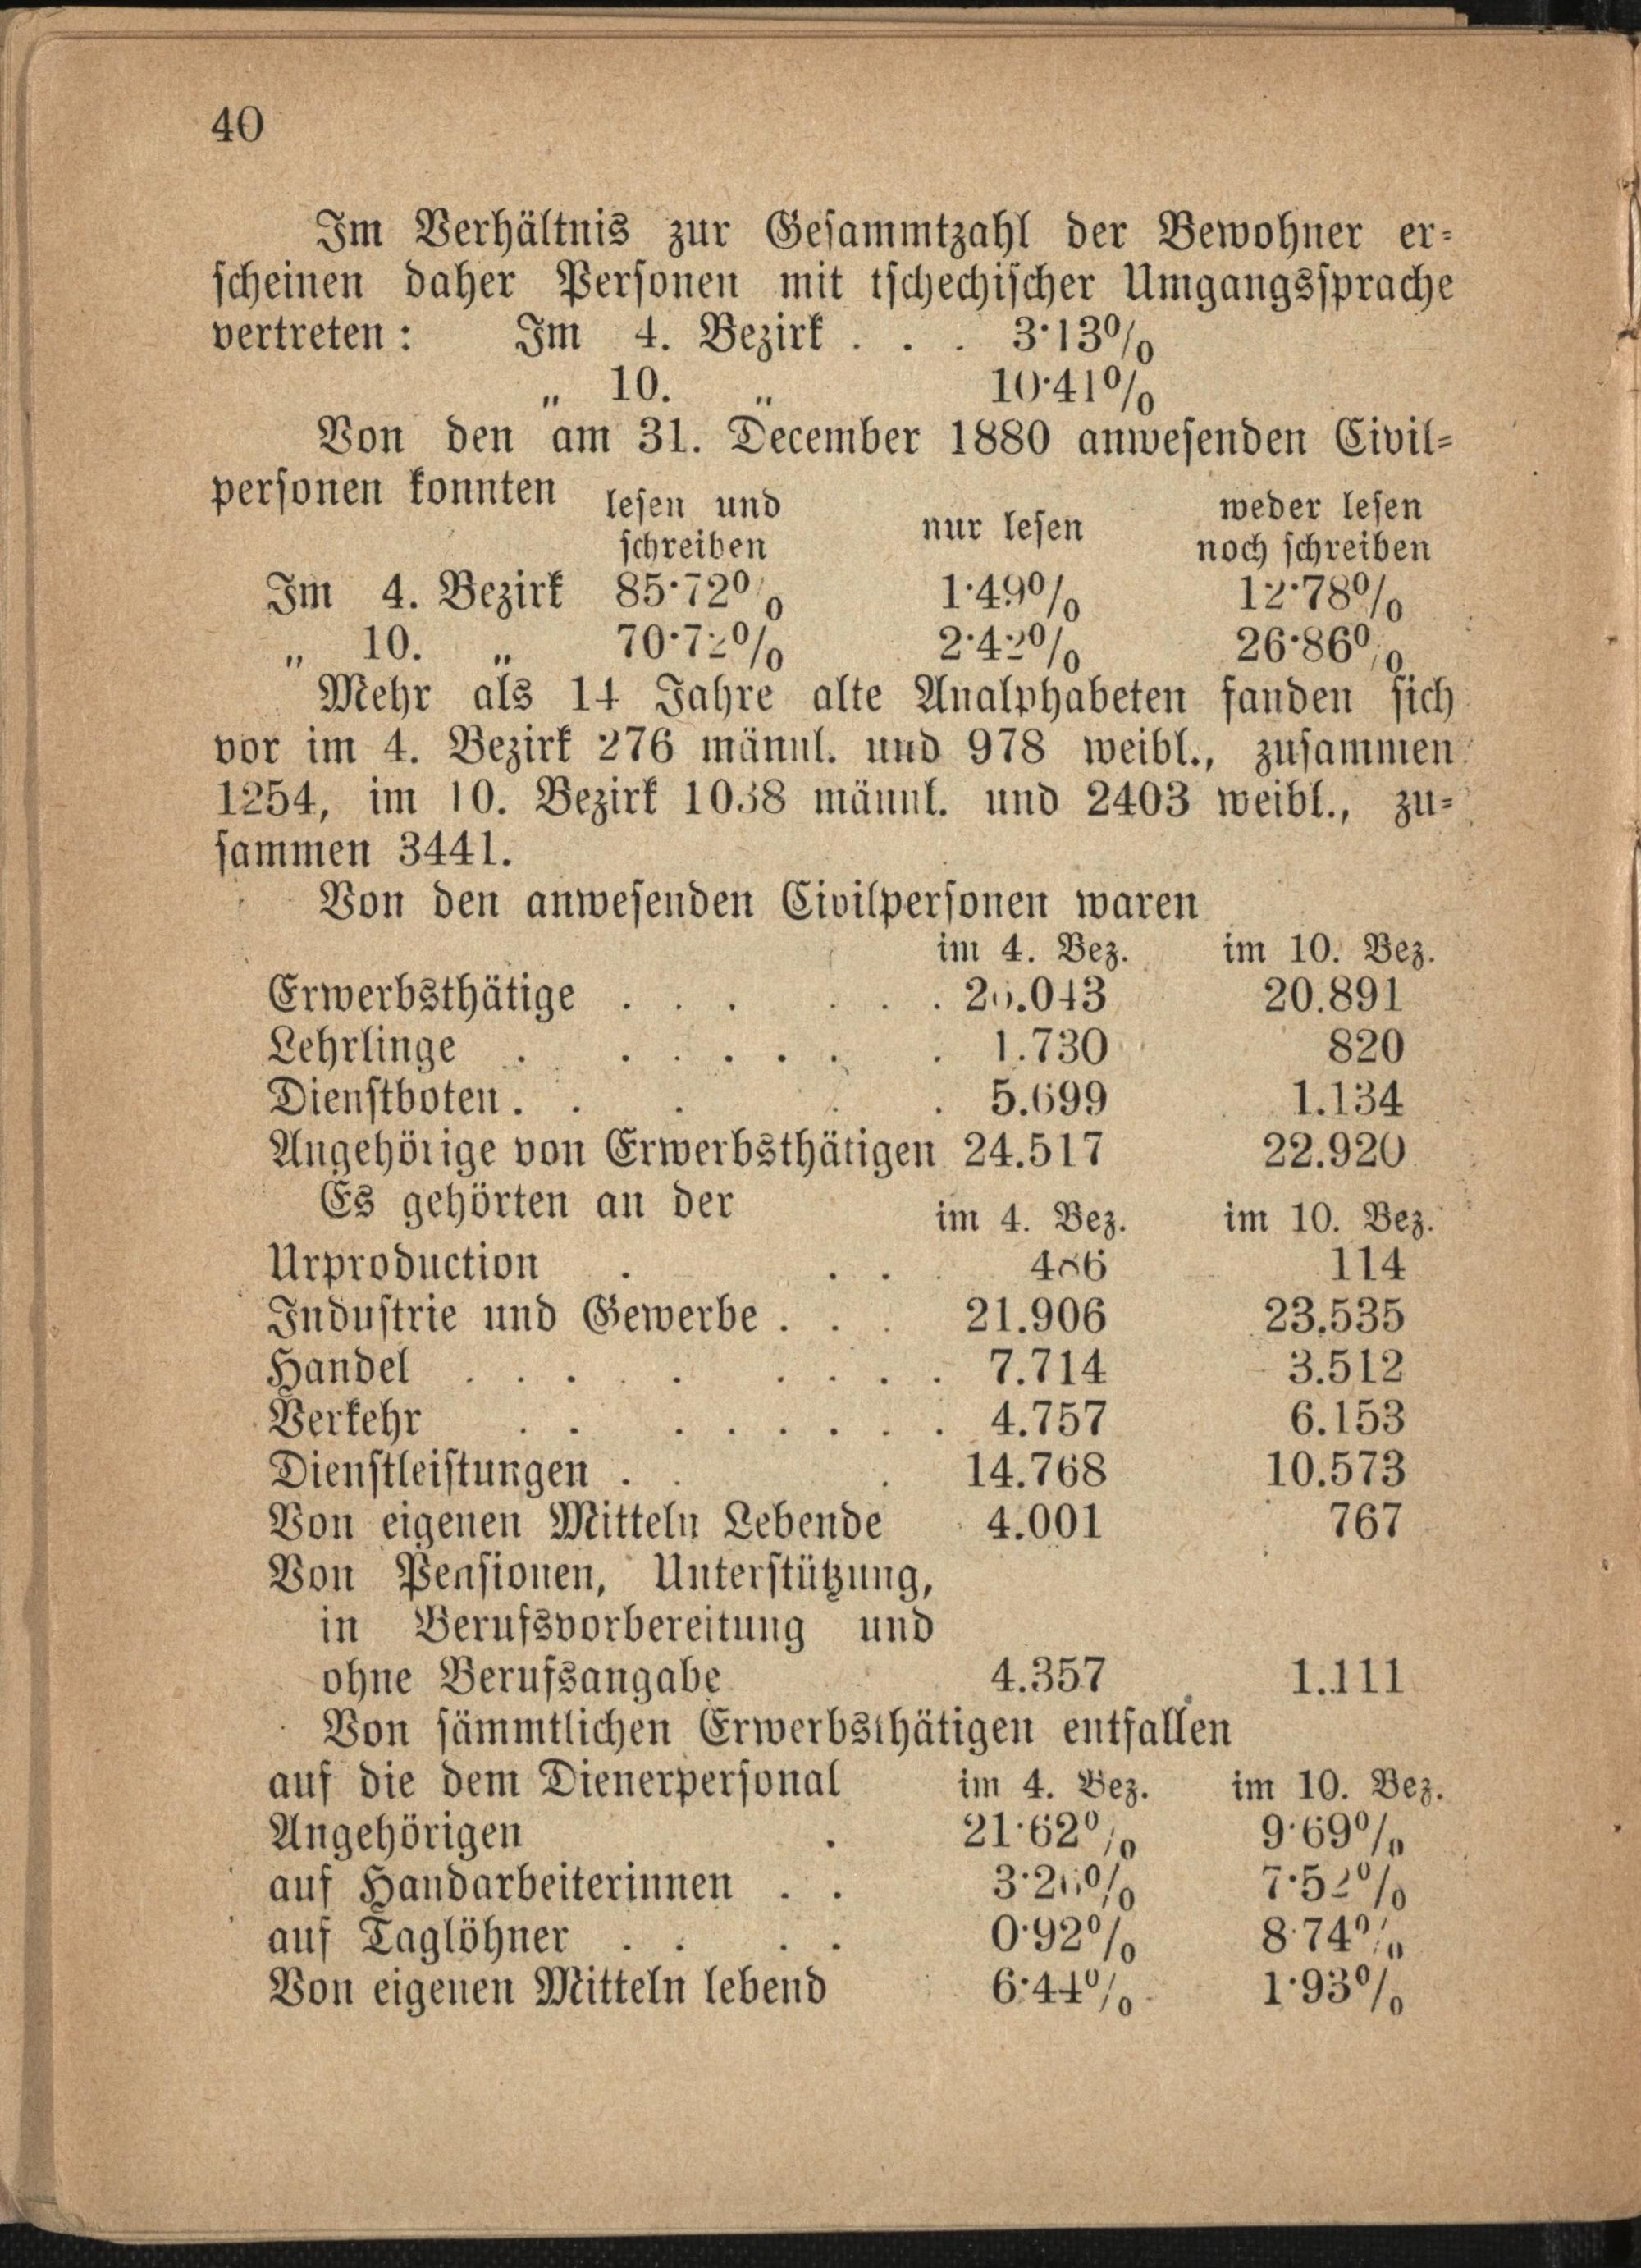 40
Im Verhältnis zur Gesammtzahl der Bewohner er-
scheinen daher Personen mit tschechischer Umgangssprache
vertreten: Im 4. Bezirk . . . 3·13%
„ 10. „ 10·41%
Von den am 31. December 1880 anwesenden Civil-
personen konnten lesen und schreiben nur lesen weder lesen noch schreiben
Im 4. Bezirk 85·72% 1·49% 12·78%
„ 10. „ 70·72% 2·42% 26·86%
Mehr als 14 Jahre alte Analphabeten fanden sich
vor im 4. Bezirk 276 männl. und 978 weibl., zusammen
1254, im 10. Bezirk 1038 männl. und 2403 weibl., zu-
sammen 3441.
Von den anwesenden Civilpersonen waren
im 4. Bez. im 10. Bez.
Erwerbsthätige . . . . . . 26.043 20.891
Lehrlinge . . . . . . . 1.730 820
Dienstboten . . . . . 5.699 1.134
Angehörige von Erwerbsthätigen 24.517 22.920
Es gehörten an der im 4. Bez. im 10. Bez.
Urproduction . . . . 486 114
Industrie und Gewerbe . . . 21.906 23.535
Handel . . . . . . . . . 7.714 3.512
Verkehr . . . . . . . . 4.757 6.153
Dienstleistungen . . . 14.768 10.573
Von eigenen Mitteln Lebende 4.001 767
Von Pensionen, Unterstützung,
in Berufsvorbereitung und
ohne Berufsangabe 4.357 1.111
Von sämmtlichen Erwerbsthätigen entfallen
auf die dem Dienerpersonal im 4. Bez. im 10. Bez.
Angehörigen . 21·62% 9·69%
auf Handarbeiterinnen . . 3·26% 7·52%
auf Taglöhner . . . . 0·92% 8·74%
Von eigenen Mitteln lebend 6·44% 1·93%